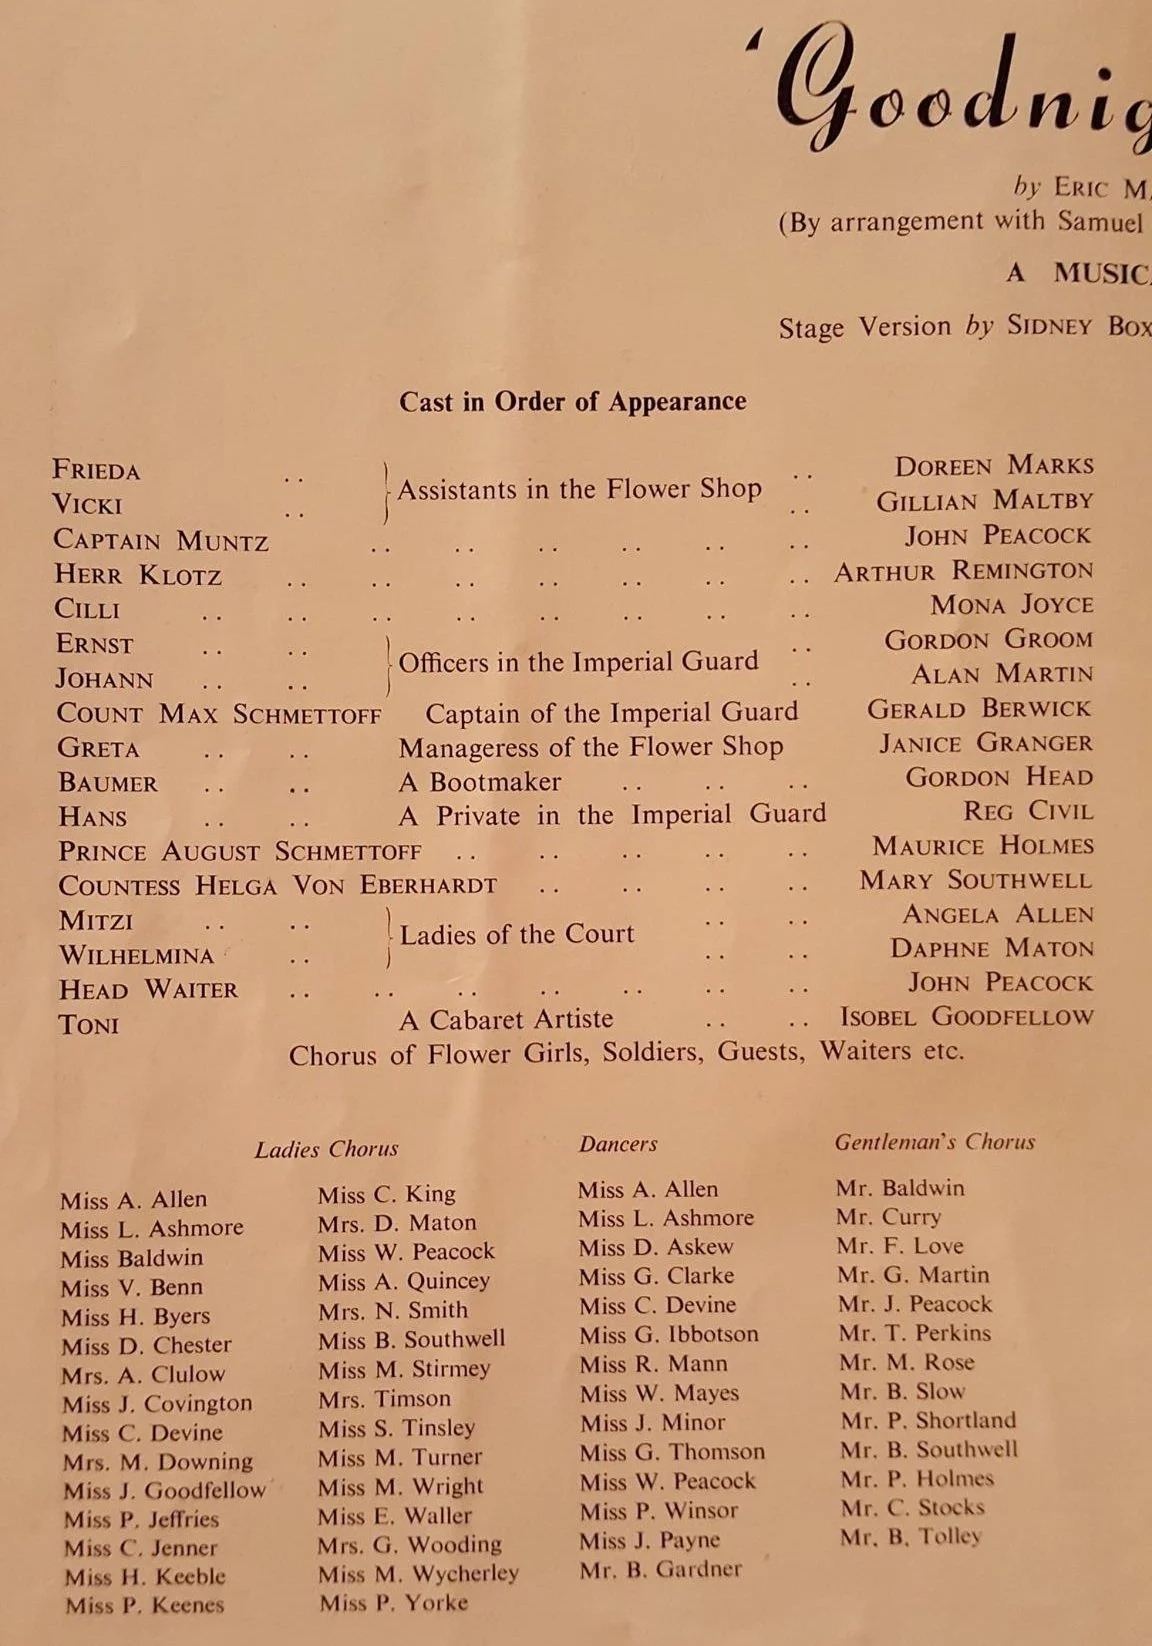 'Goodnig
by ERIC M
(By arrangement with Samuel
A MUSICA
Stage Version by SIDNEY BOX
Cast in Order of Appearance
FRIEDA .. } Assistants in the Flower Shop .. DOREEN MARKS
VICKI .. } .. GILLIAN MALTBY
CAPTAIN MUNTZ .. .. .. .. .. .. JOHN PEACOCK
HERR KLOTZ .. .. .. .. .. .. .. ARTHUR REMINGTON
CILLI .. .. .. .. .. .. .. .. MONA JOYCE
ERNST .. .. } Officers in the Imperial Guard .. GORDON GROOM
JOHANN .. .. } .. ALAN MARTIN
COUNT MAX SCHMETTOFF Captain of the Imperial Guard GERALD BERWICK
GRETA .. .. Manageress of the Flower Shop JANICE GRANGER
BAUMER .. .. A Bootmaker .. .. .. GORDON HEAD
HANS .. .. A Private in the Imperial Guard REG CIVIL
PRINCE AUGUST SCHMETTOFF .. .. .. .. .. MAURICE HOLMES
COUNTESS HELGA VON EBERHARDT .. .. .. .. MARY SOUTHWELL
MITZI .. .. } Ladies of the Court .. .. ANGELA ALLEN
WILHELMINA .. } .. .. DAPHNE MATON
HEAD WAITER .. .. .. .. .. .. .. JOHN PEACOCK
TONI A Cabaret Artiste .. .. ISOBEL GOODFELLOW
Chorus of Flower Girls, Soldiers, Guests, Waiters etc.
Ladies Chorus
Miss A. Allen
Miss L. Ashmore
Miss Baldwin
Miss V. Benn
Miss H. Byers
Miss D. Chester
Mrs. A. Clulow
Miss J. Covington
Miss C. Devine
Mrs. M. Downing
Miss J. Goodfellow
Miss P. Jeffries
Miss C. Jenner
Miss H. Keeble
Miss P. Keenes
Miss C. King
Mrs. D. Maton
Miss W. Peacock
Miss A. Quincey
Mrs. N. Smith
Miss B. Southwell
Miss M. Stirmey
Mrs. Timson
Miss S. Tinsley
Miss M. Turner
Miss M. Wright
Miss E. Waller
Mrs. G. Wooding
Miss M. Wycherley
Miss P. Yorke
Dancers
Miss A. Allen
Miss L. Ashmore
Miss D. Askew
Miss G. Clarke
Miss C. Devine
Miss G. Ibbotson
Miss R. Mann
Miss W. Mayes
Miss J. Minor
Miss G. Thomson
Miss W. Peacock
Miss P. Winsor
Miss J. Payne
Mr. B. Gardner
Gentleman's Chorus
Mr. Baldwin
Mr. Curry
Mr. F. Love
Mr. G. Martin
Mr. J. Peacock
Mr. T. Perkins
Mr. M. Rose
Mr. B. Slow
Mr. P. Shortland
Mr. B. Southwell
Mr. P. Holmes
Mr. C. Stocks
Mr. B. Tolley